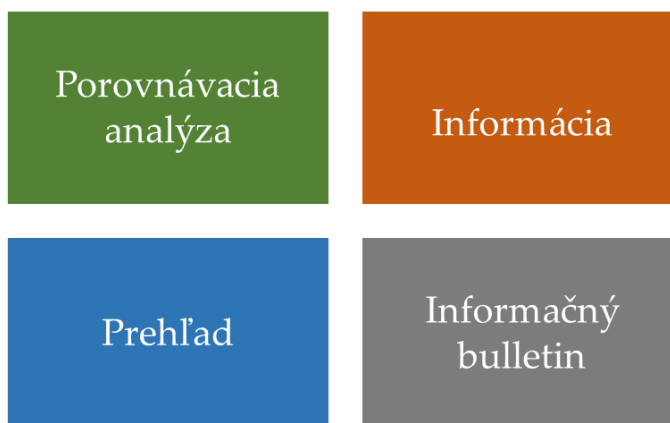 Porovnávacia
analýza
Informácia
Prehľad
Informačný
bulletin